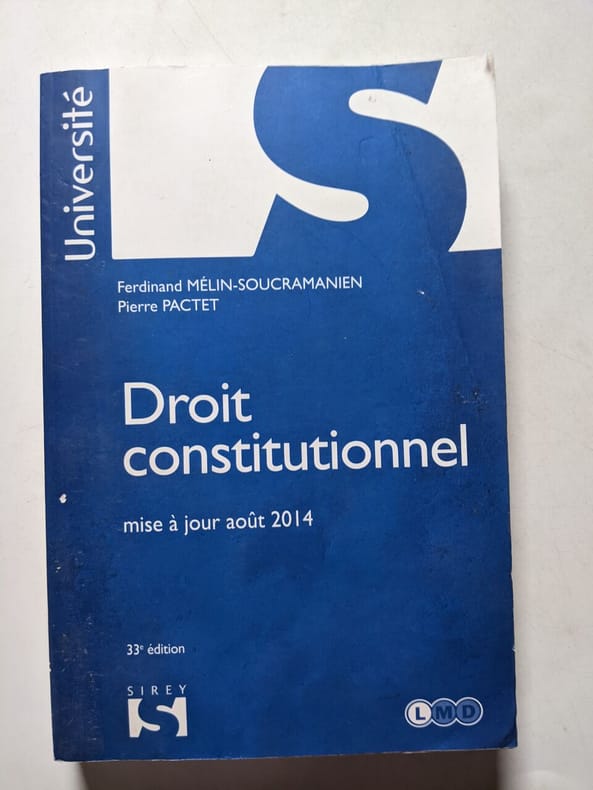 Université
Ferdinand MÉLIN-SOUCRAMANIEN
Pierre PACTET
Droit
constitutionnel
mise à jour août 2014
33e édition
SIREY
S
LMD